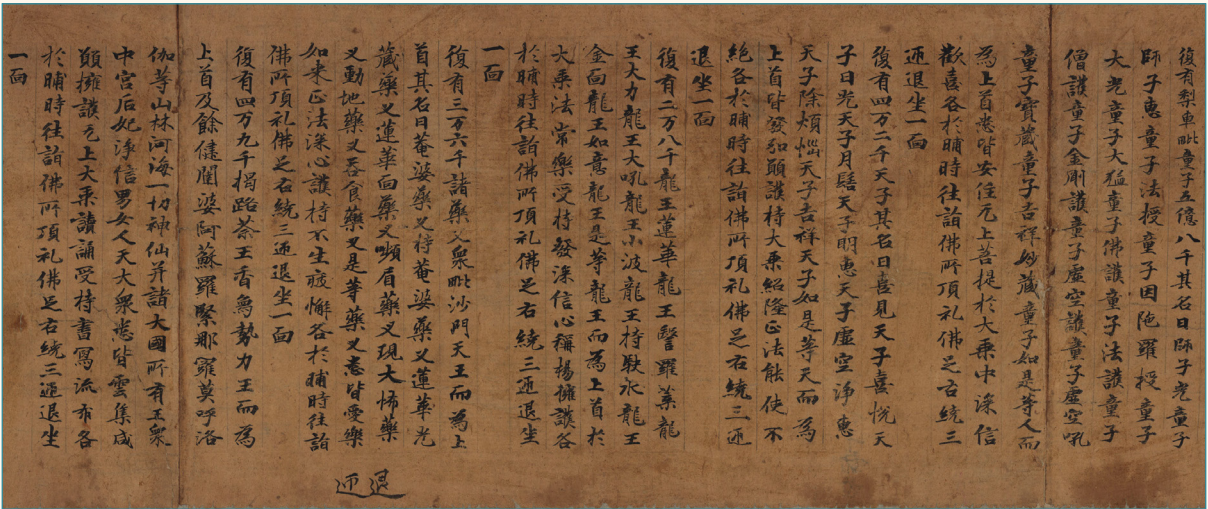 復有梨車毗童子五億八千其名曰師子光童子
師子惠童子法授童子因陁羅授童子
大光童子大猛童子佛護童子法護童子
僧護童子金剛護童子虛空護童子虛空吼
童子寶藏童子吉祥妙藏童子如是等人而
為上首悉皆安住无上菩提於大乘中深信
歡喜各於晡時往詣佛所頂礼佛足右繞三
迊退坐一面
復有四万二千天子其名曰喜見天子喜悅天
子日光天子月髻天子明惠天子虛空淨惠
天子除煩惱天子吉祥天子如是等天而為
上首皆發弘願護持大乘紹隆正法能使不
絕各於晡時往詣佛所頂礼佛足右繞三迊
退坐一面
復有二万八千龍王蓮華龍王翳羅葉龍
王大力龍王大吼龍王小波龍王持駛水龍王
金面龍王如意龍王是等龍王而為上首於
大乘法常樂受持發深信心稱揚擁護各
於晡時往詣佛所頂礼佛足右繞三迊退坐
一面
復有三万六千諸藥叉衆毗沙門天王而為上
首其名曰菴婆藥叉持菴婆藥叉蓮華光
藏藥叉蓮華面藥叉嚬眉藥叉現大怖藥
叉動地藥叉吞食藥叉是等藥叉悉皆愛樂
如来正法深心護持不生疲懈各於晡時往詣
佛所頂礼佛足右繞三迊退坐一面
復有四万九千揭路荼王香鳥勢力王而為
上首及餘健闥婆阿蘇羅緊那羅莫呼洛
伽等山林河海一切神仙并諸大國所有王衆
中宮后妃淨信男女人天大衆悉皆雲集咸
願擁護无上大乘讀誦受持書寫流布各
於晡時往詣佛所頂礼佛足右繞三迊退坐
一面
退
迊